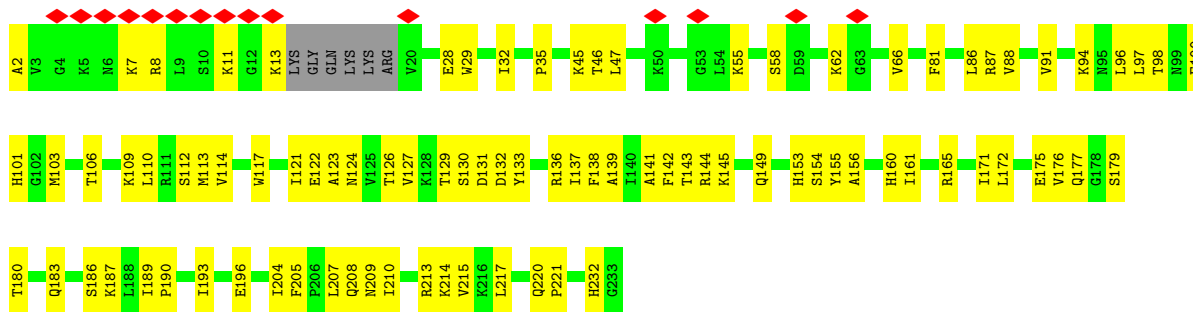 A2 V3 G4 K5 N6 K7 R8 L9 S10 K11 G12 K13 LYS GLY GLN LYS LYS ARG V20 E28 W29 I32 P35 K45 T46 L47 K50 G53 L54 K55 S58 D59 K62 G63 V66 F81 L86 R87 V88 V91 K94 N95 L96 L97 T98 N99
H101 G102 M103 T106 K109 L110 R111 S112 M113 V114 W117 I121 E122 A123 N124 V125 T126 V127 K128 T129 S130 D131 D132 Y133 R136 I137 F138 A139 I140 A141 F142 T143 R144 K145 Q149 H153 S154 Y155 A156 H160 I161 R165 I171 L172 E175 V176 Q177 G178 S179
T180 Q183 S186 K187 L188 I189 P190 I193 E196 I204 F205 P206 L207 Q208 N209 I210 R213 K214 V215 K216 L217 Q220 P221 H232 G233